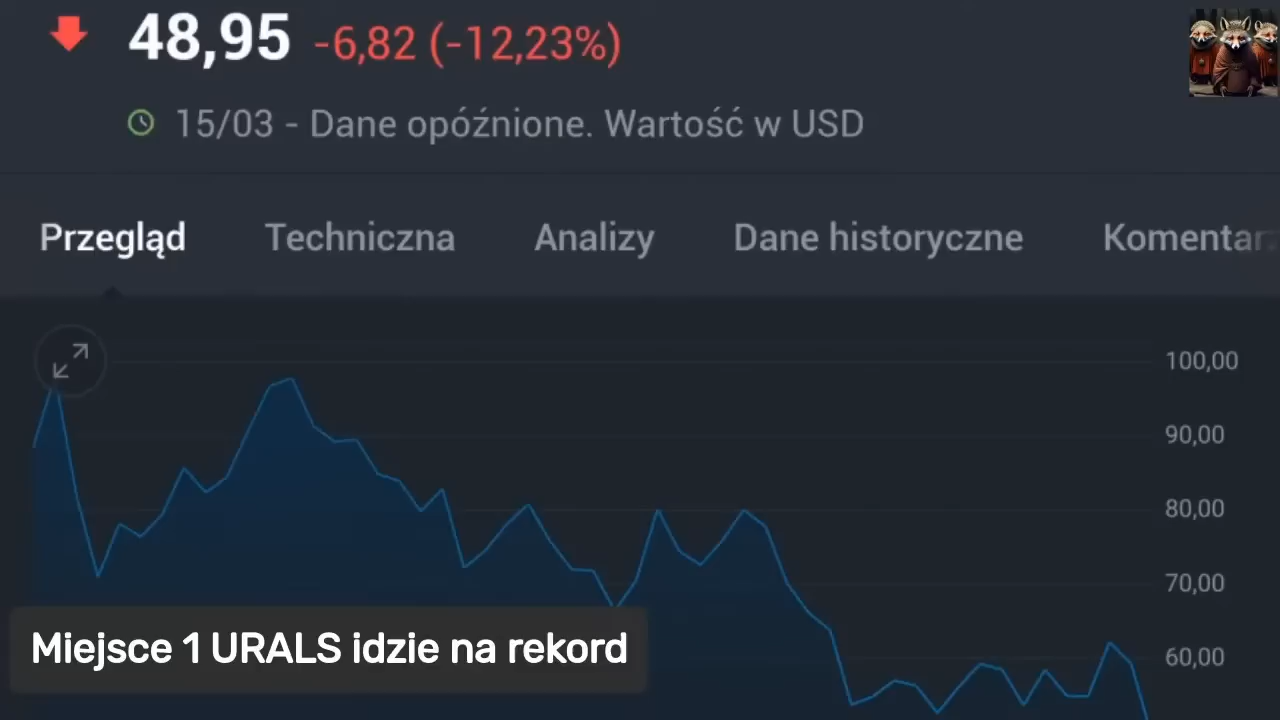 48,95 -6,82 (-12,23%)
15/03 - Dane opóźnione. Wartość w USD
Przegląd Techniczna Analizy Dane historyczne Komentar
100,00
90,00
80,00
70,00
60,00
Miejsce 1 URALS idzie na rekord